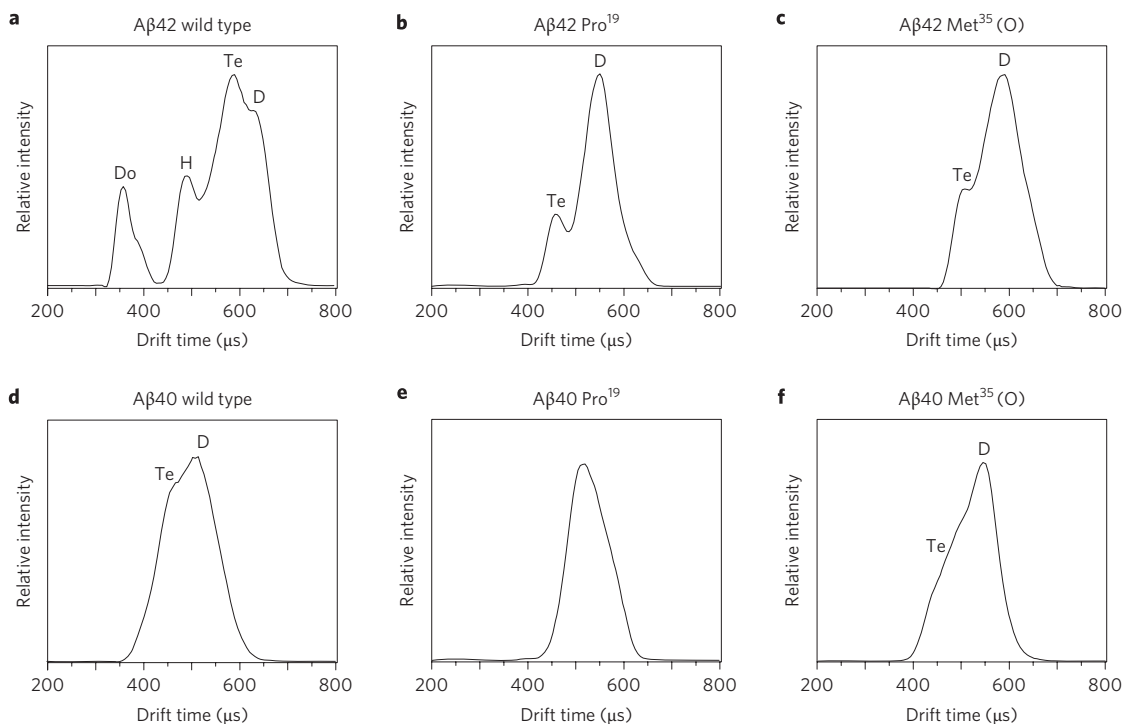 a
Aβ42 wild type
Relative intensity
Do
H
Te
D
200 400 600 800
Drift time (μs)
b
Aβ42 Pro¹⁹
Relative intensity
Te
D
200 400 600 800
Drift time (μs)
c
Aβ42 Met³⁵ (O)
Relative intensity
Te
D
200 400 600 800
Drift time (μs)
d
Aβ40 wild type
Relative intensity
Te
D
200 400 600 800
Drift time (μs)
e
Aβ40 Pro¹⁹
Relative intensity
200 400 600 800
Drift time (μs)
f
Aβ40 Met³⁵ (O)
Relative intensity
Te
D
200 400 600 800
Drift time (μs)